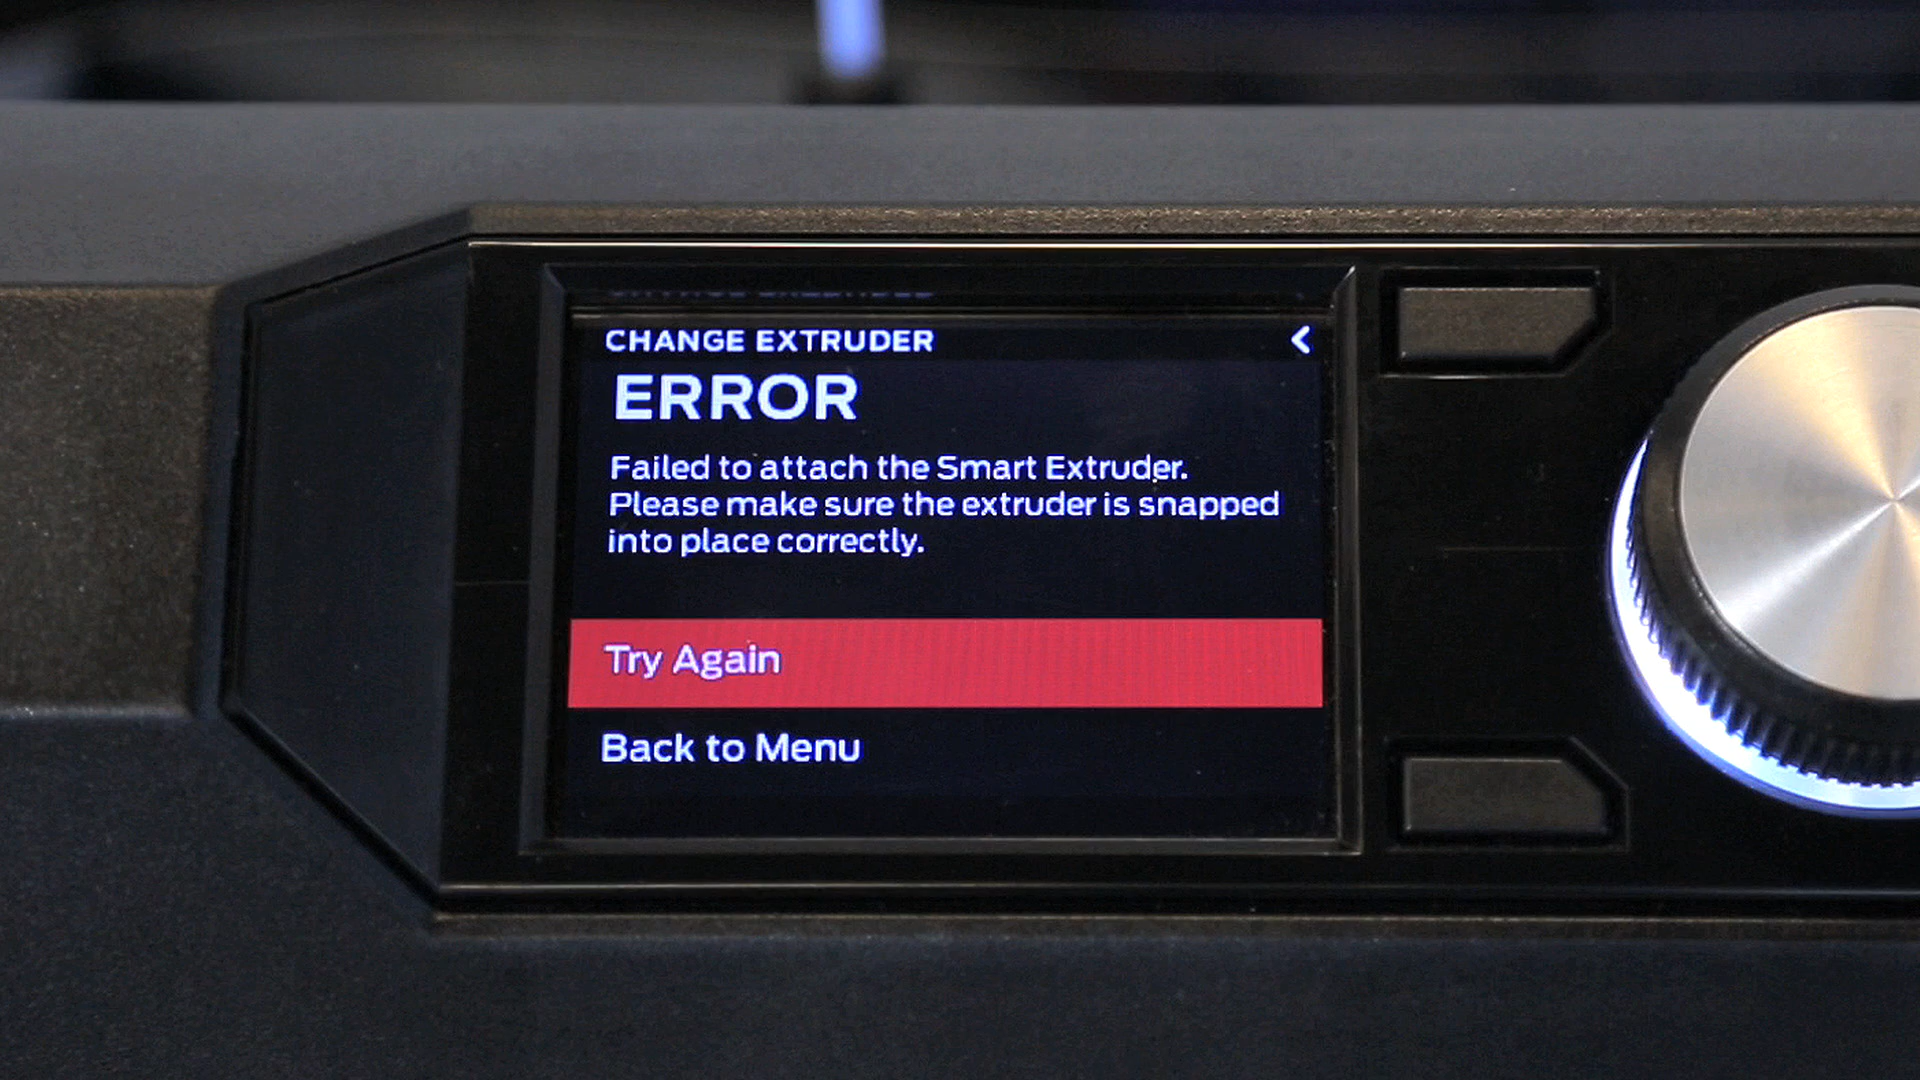 CHANGE EXTRUDER
ERROR
Failed to attach the Smart Extruder.
Please make sure the extruder is snapped
into place correctly.
Try Again
Back to Menu